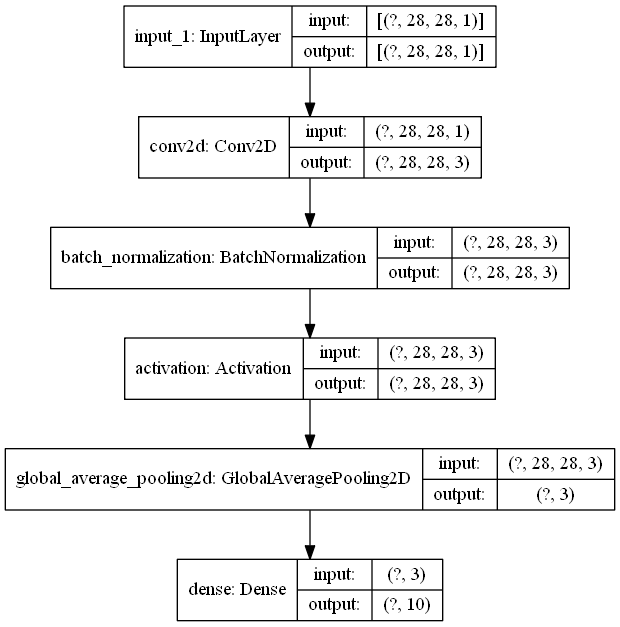 input_1: InputLayer
input: [(?, 28, 28, 1)]
output: [(?, 28, 28, 1)]
conv2d: Conv2D
input: (?, 28, 28, 1)
output: (?, 28, 28, 3)
batch_normalization: BatchNormalization
input: (?, 28, 28, 3)
output: (?, 28, 28, 3)
activation: Activation
input: (?, 28, 28, 3)
output: (?, 28, 28, 3)
global_average_pooling2d: GlobalAveragePooling2D
input: (?, 28, 28, 3)
output: (?, 3)
dense: Dense
input: (?, 3)
output: (?, 10)